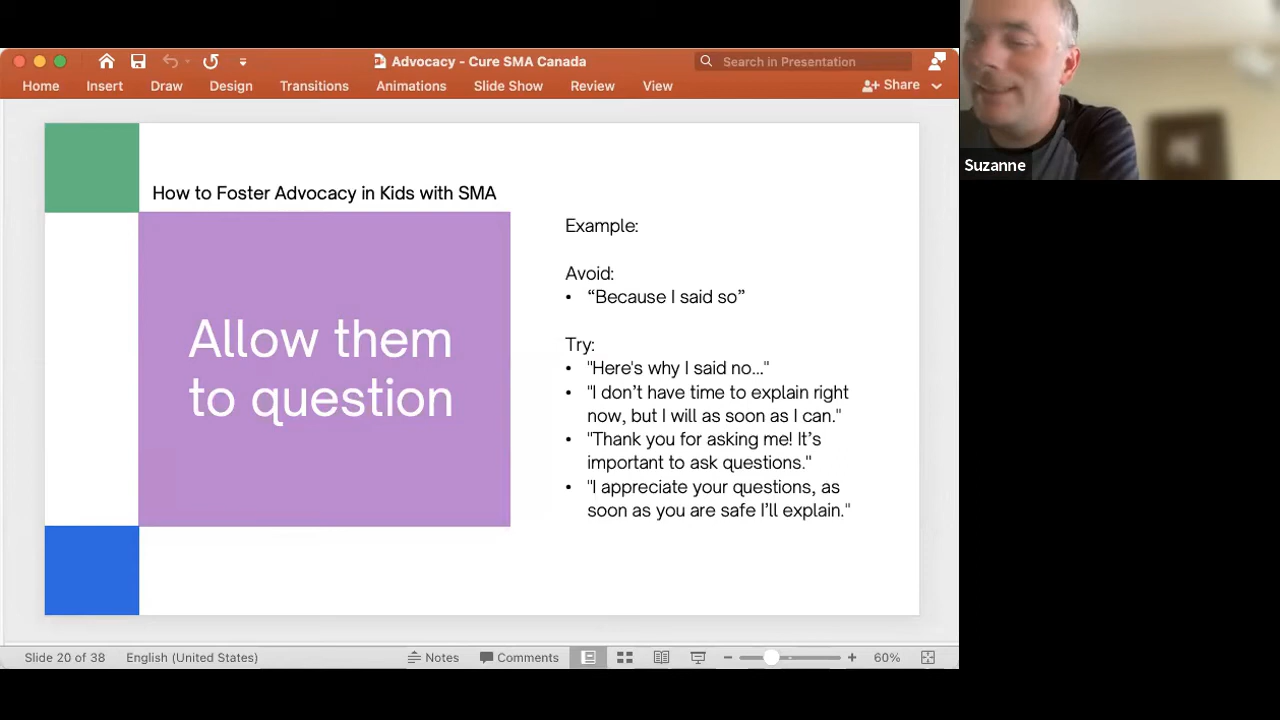 Advocacy - Cure SMA Canada
Search in Presentation
Home Insert Draw Design Transitions Animations Slide Show Review View Share
Suzanne
How to Foster Advocacy in Kids with SMA
Allow them
to question
Example:
Avoid:
• “Because I said so”
Try:
• "Here's why I said no..."
• "I don’t have time to explain right
now, but I will as soon as I can."
• "Thank you for asking me! It’s
important to ask questions."
• "I appreciate your questions, as
soon as you are safe I’ll explain."
Slide 20 of 38 English (United States) Notes Comments 60%